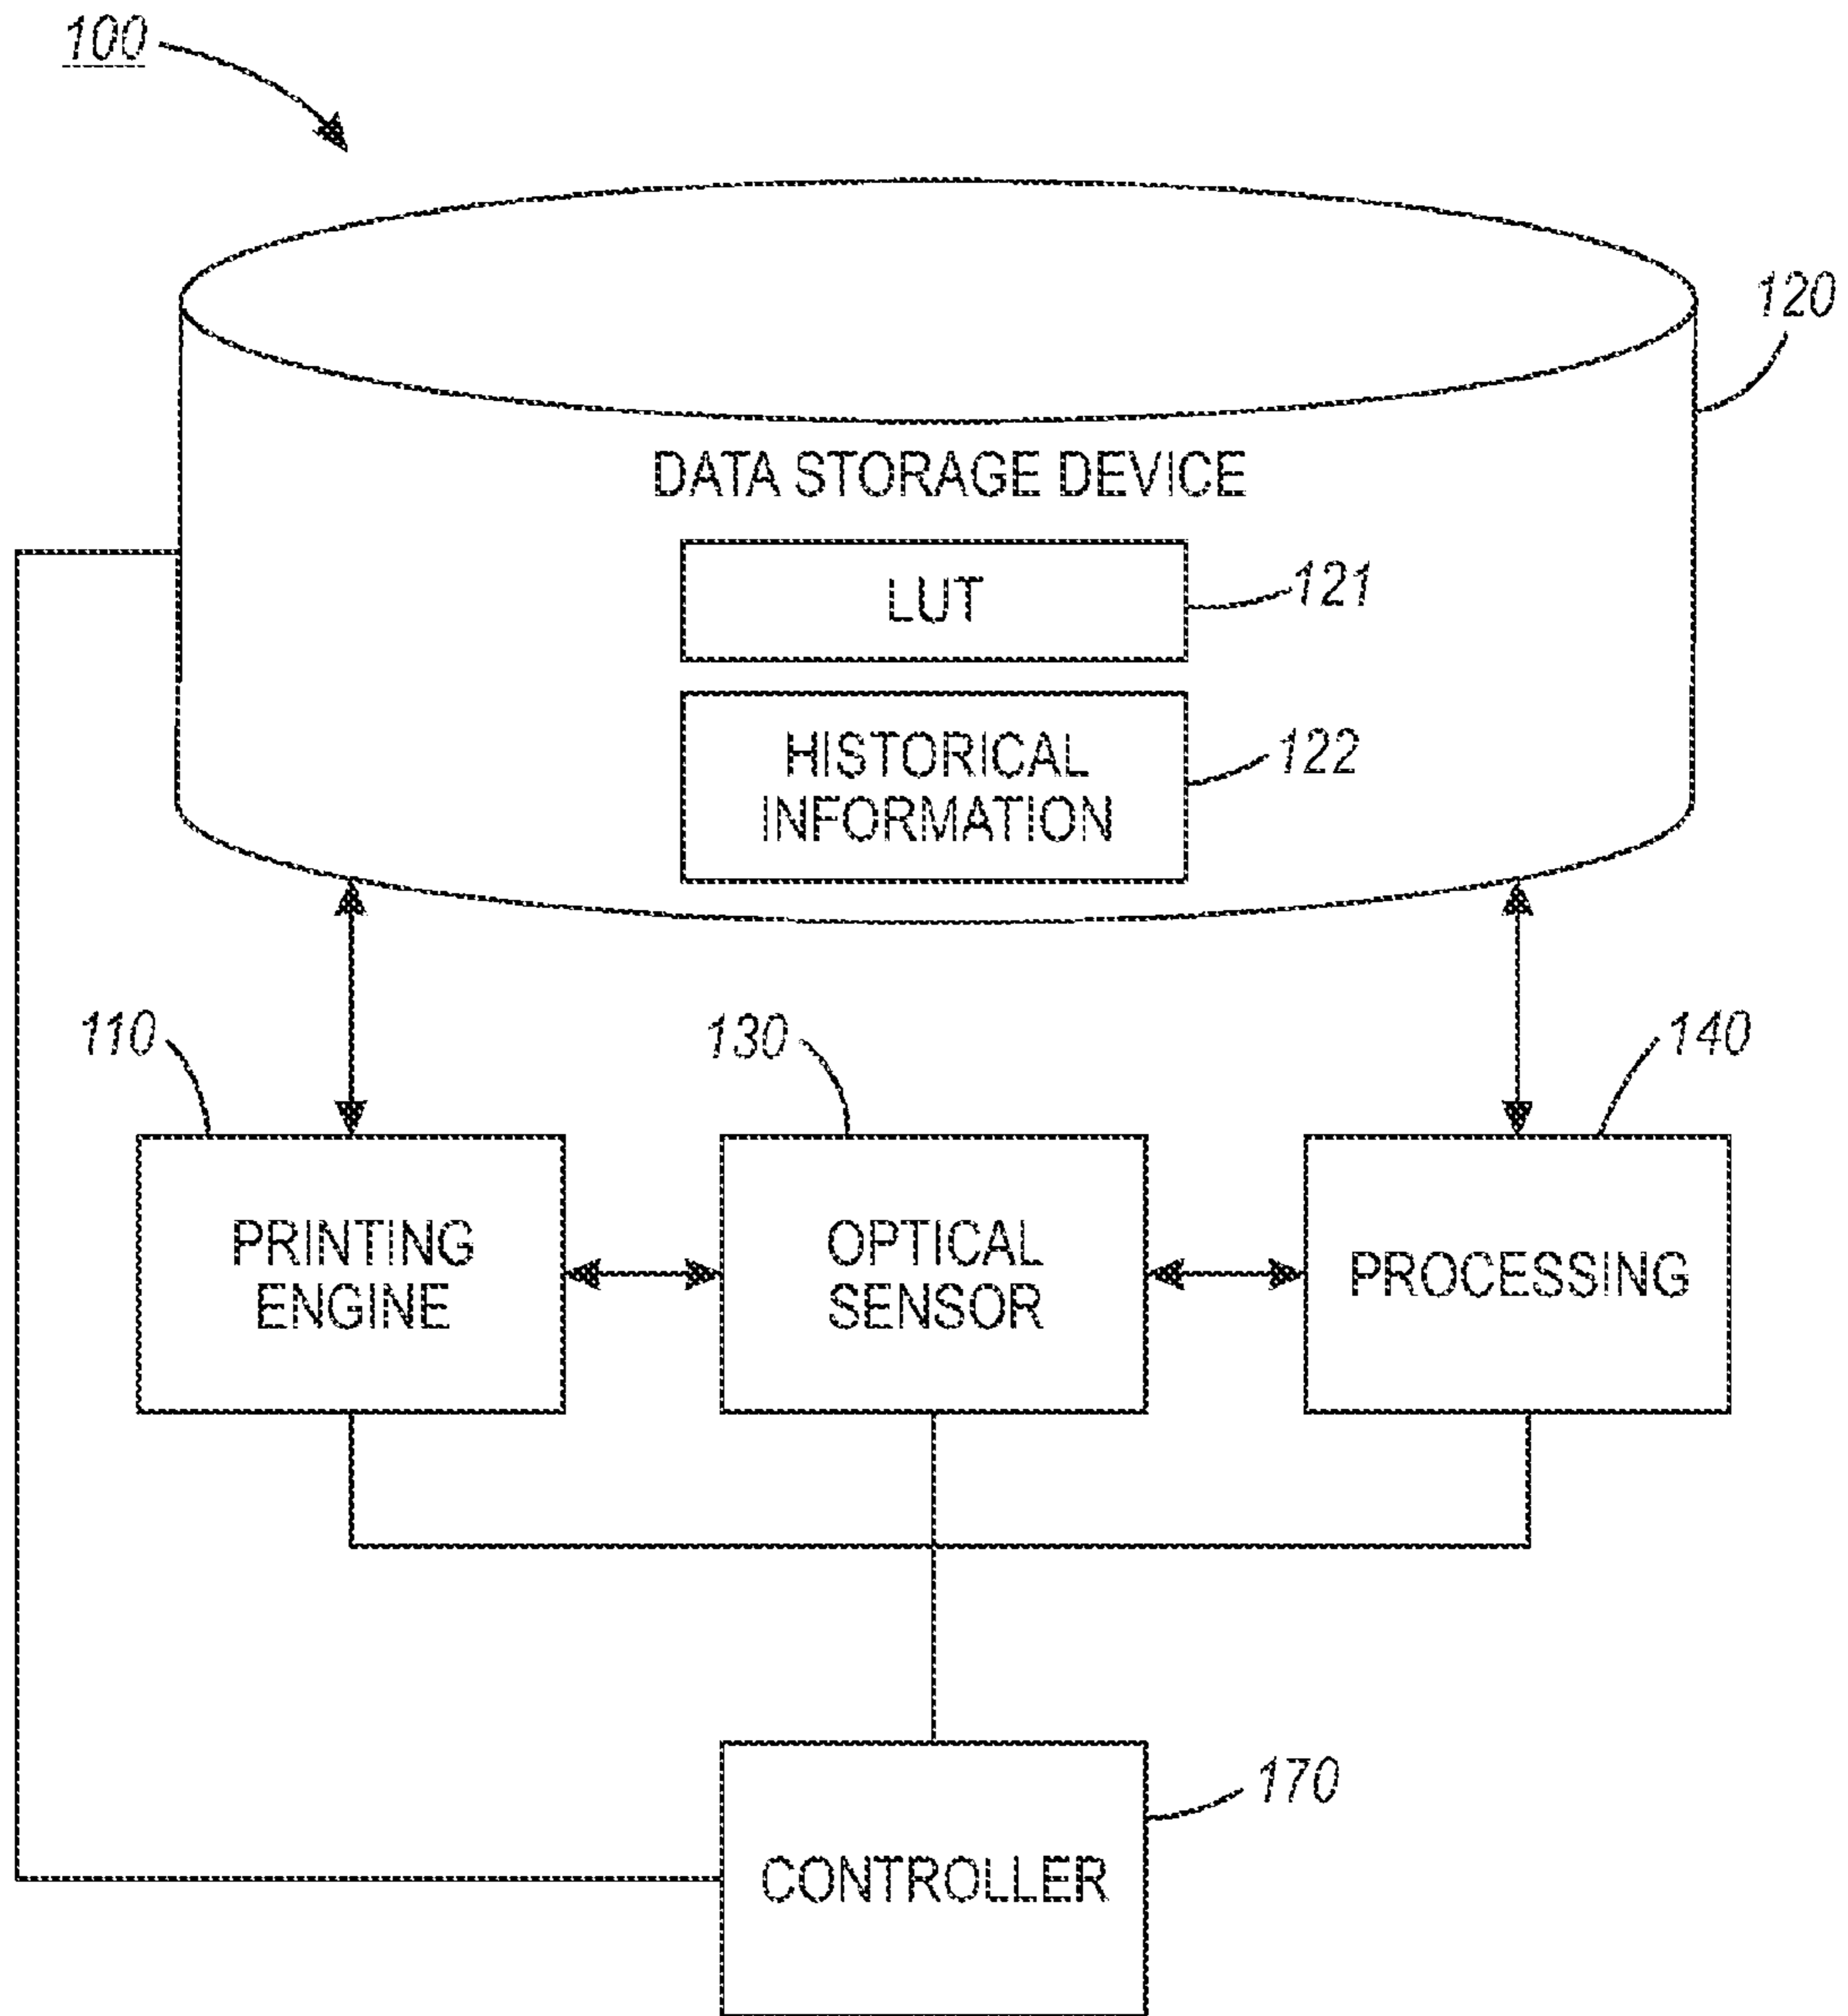 100
120
DATA STORAGE DEVICE
LUT
121
HISTORICAL
INFORMATION
122
110
130
140
PRINTING
ENGINE
OPTICAL
SENSOR
PROCESSING
170
CONTROLLER